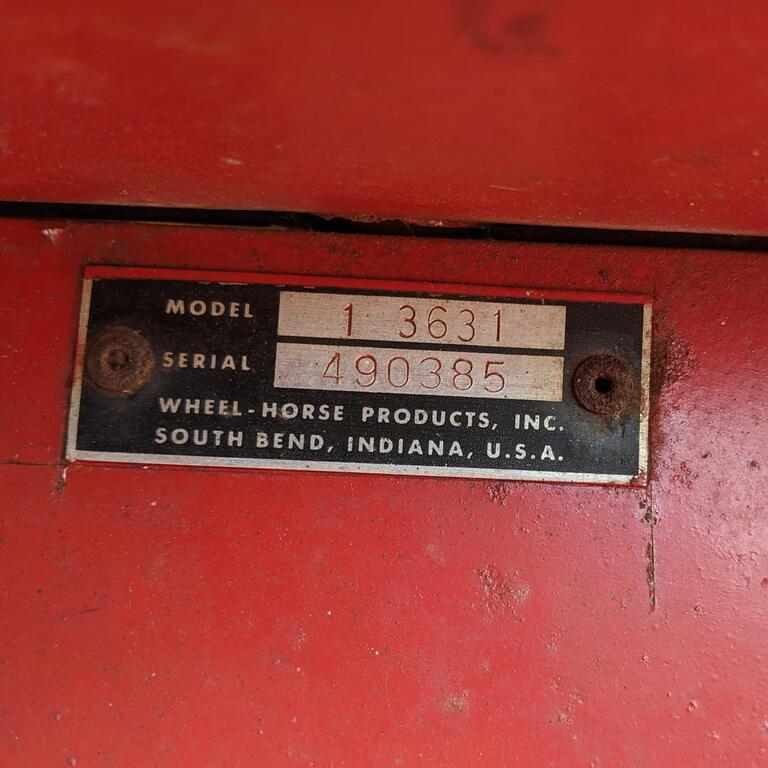 MODEL 1 3631
SERIAL 490385
WHEEL-HORSE PRODUCTS, INC.
SOUTH BEND, INDIANA, U.S.A.